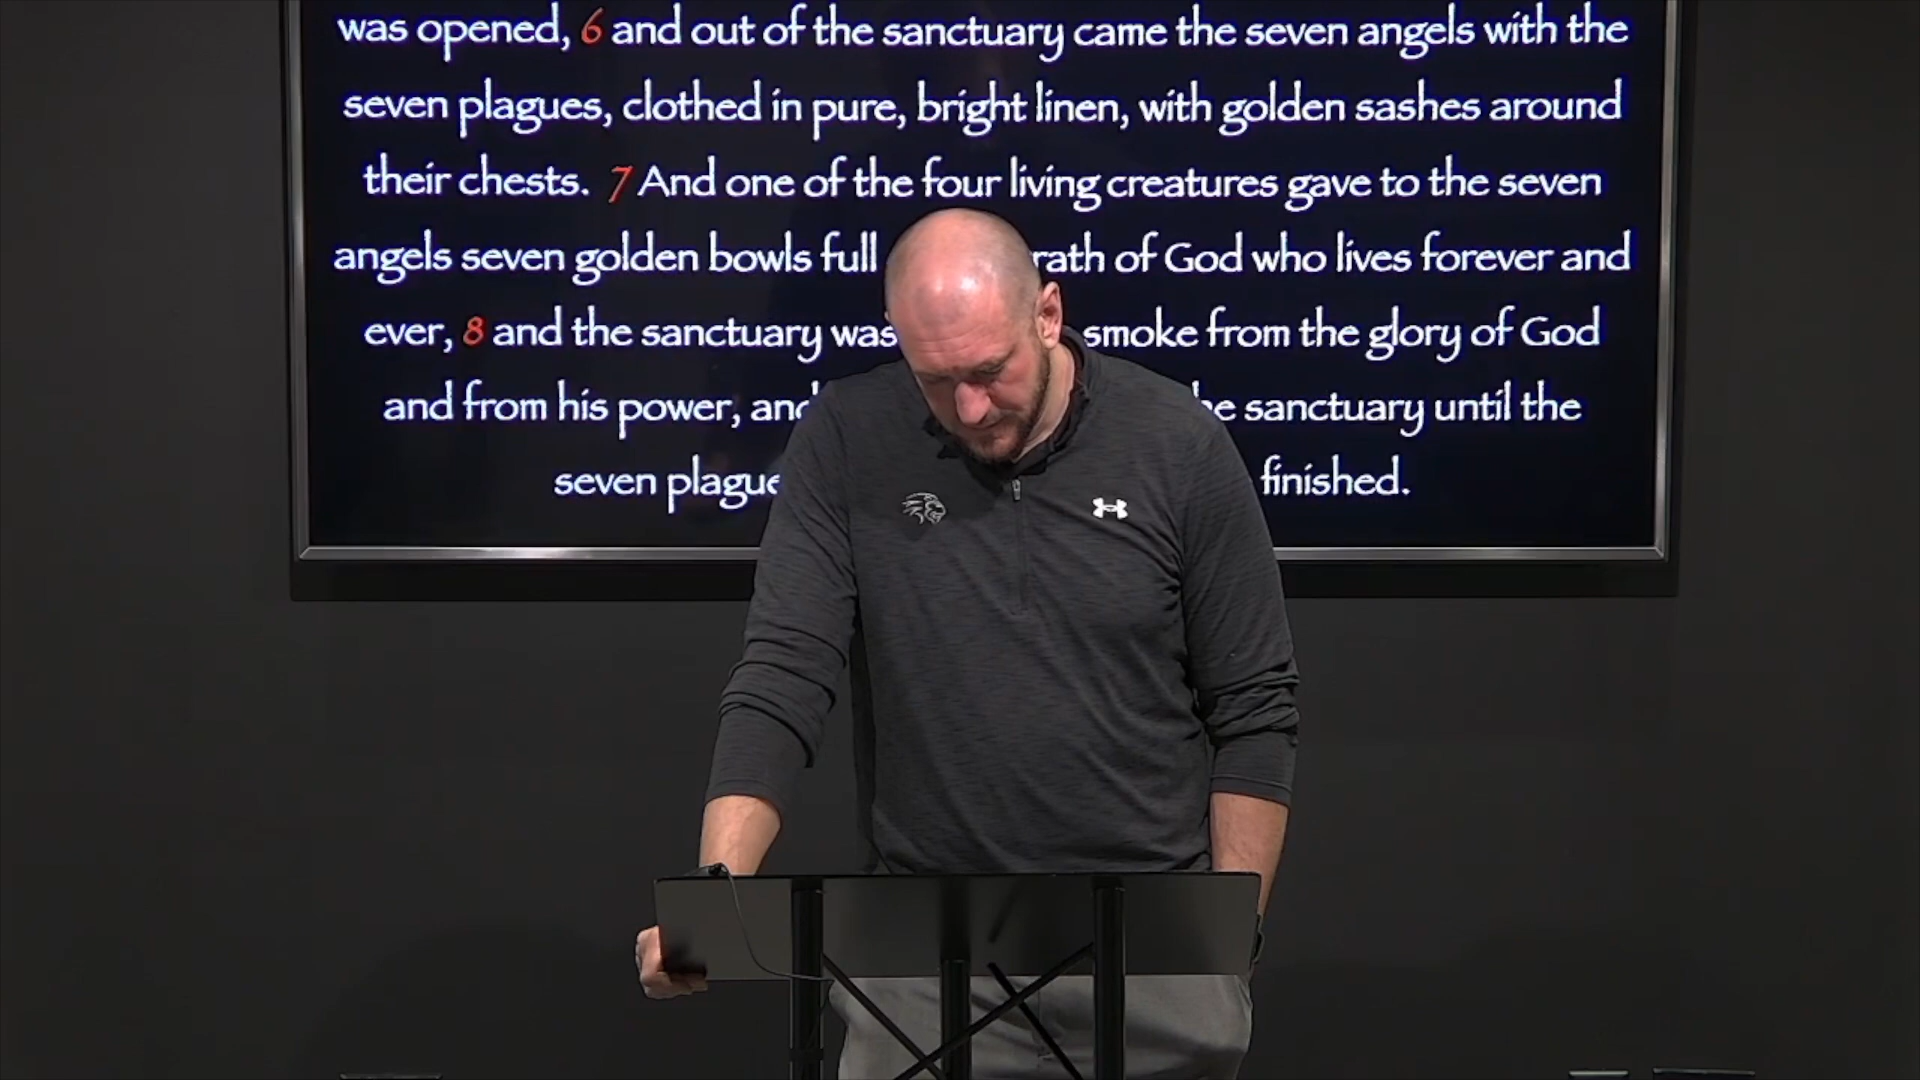 was opened, 6 and out of the sanctuary came the seven angels with the
seven plagues, clothed in pure, bright linen, with golden sashes around
their chests. 7 And one of the four living creatures gave to the seven
angels seven golden bowls full rath of God who lives forever and
ever, 8 and the sanctuary was smoke from the glory of God
and from his power, and he sanctuary until the
seven plague finished.